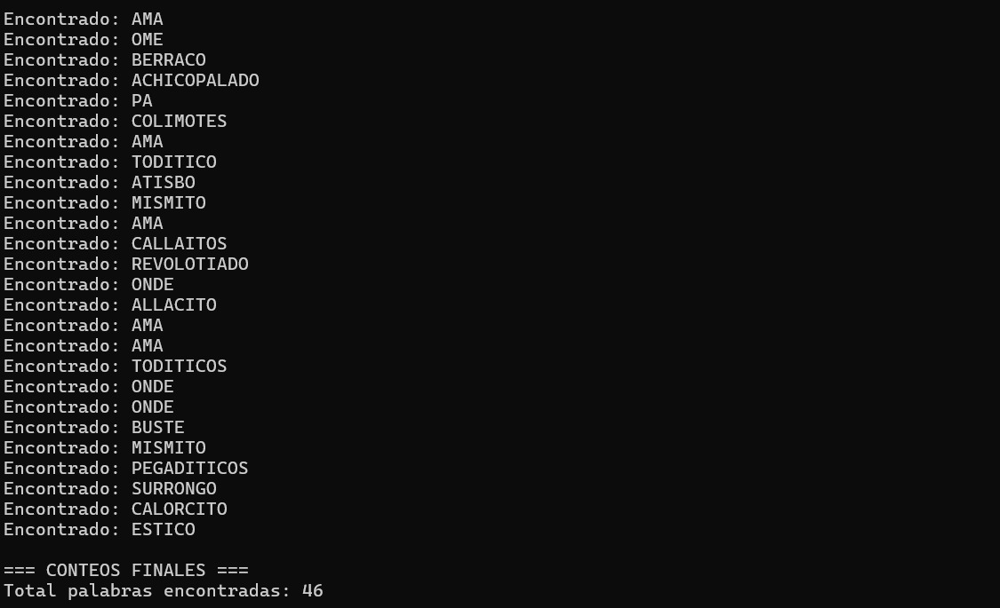 Encontrado: AMA
Encontrado: OME
Encontrado: BERRACO
Encontrado: ACHICOPALADO
Encontrado: PA
Encontrado: COLIMOTES
Encontrado: AMA
Encontrado: TODITICO
Encontrado: ATISBO
Encontrado: MISMITO
Encontrado: AMA
Encontrado: CALLAITOS
Encontrado: REVOLOTIADO
Encontrado: ONDE
Encontrado: ALLACITO
Encontrado: AMA
Encontrado: AMA
Encontrado: TODITICOS
Encontrado: ONDE
Encontrado: ONDE
Encontrado: BUSTE
Encontrado: MISMITO
Encontrado: PEGADITICOS
Encontrado: SURRONGO
Encontrado: CALORCITO
Encontrado: ESTICO
=== CONTEOS FINALES ===
Total palabras encontradas: 46